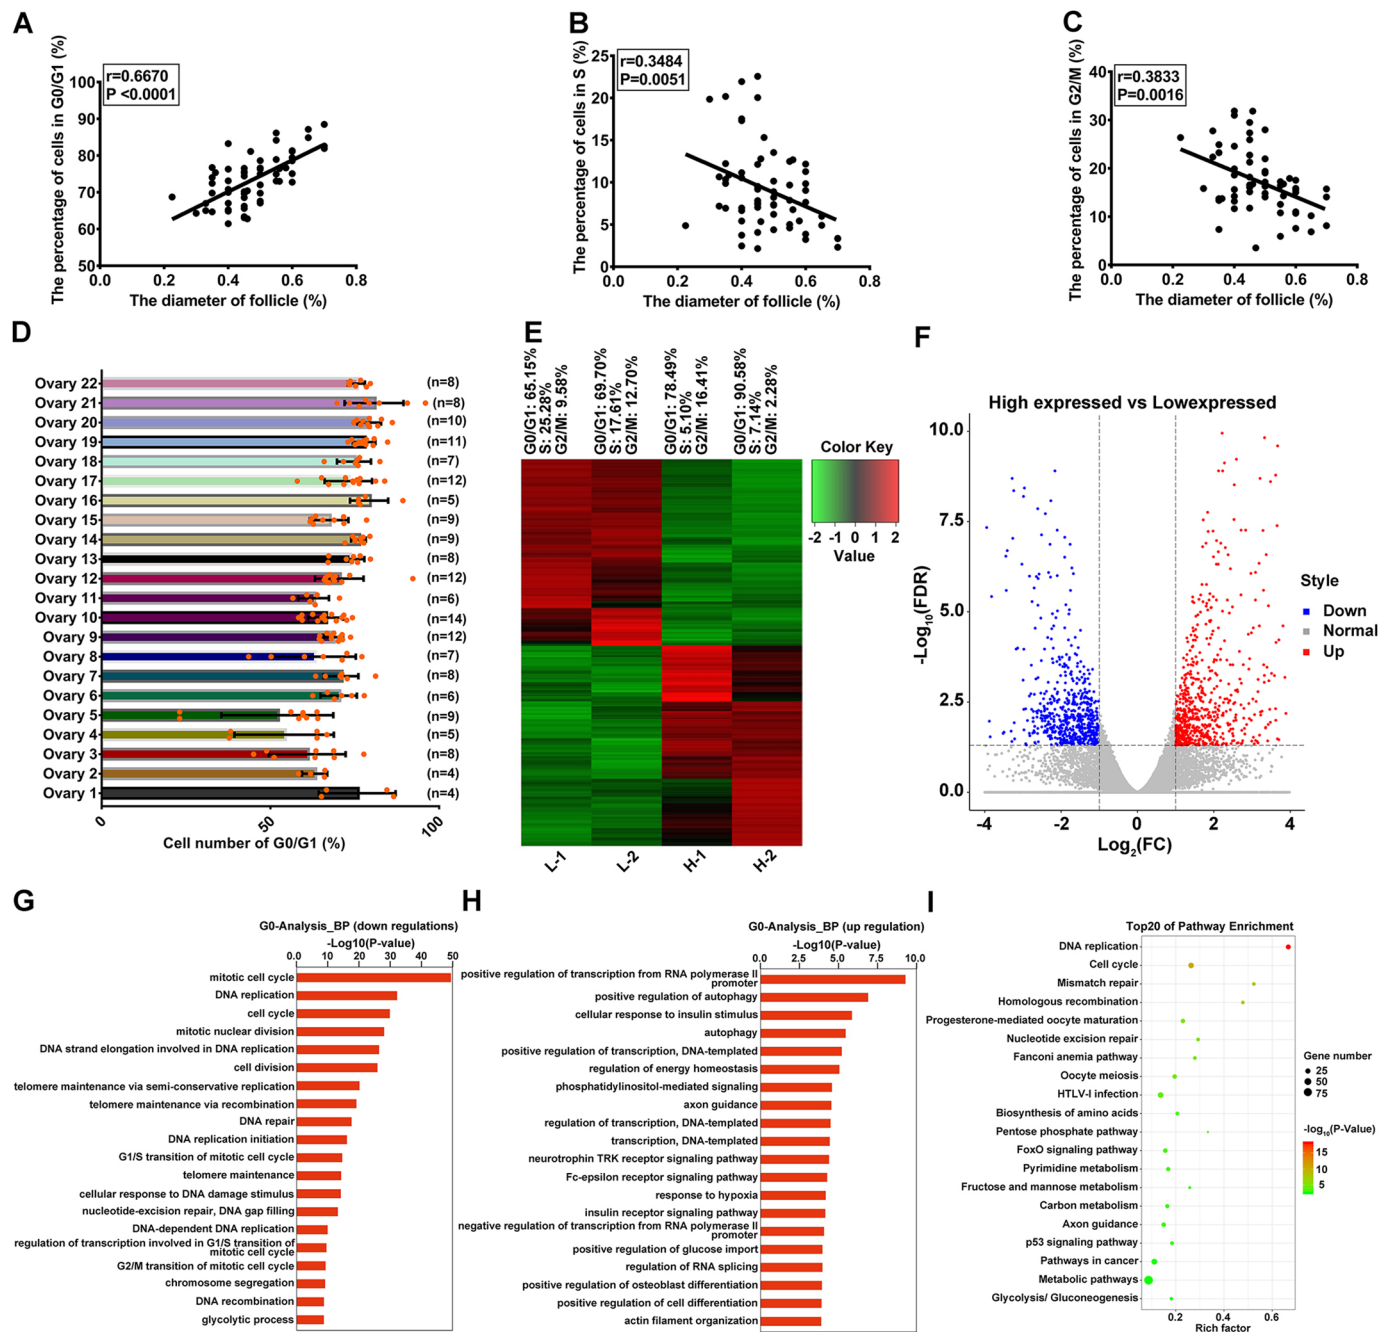 A
The percentage of cells in G0/G1 (%)
r=0.6670
P <0.0001
100
90
80
70
60
50
0.0
0.2
0.4
0.6
0.8
The diameter of follicle (%)
B
The percentage of cells in S (%)
r=0.3484
P=0.0051
25
20
15
10
5
0
0.0
0.2
0.4
0.6
0.8
The diameter of follicle (%)
C
The percentage of cells in G2/M (%)
r=0.3833
P=0.0016
40
30
20
10
0
0.0
0.2
0.4
0.6
0.8
The diameter of follicle (%)
D
Ovary 22 (n=8)
Ovary 21 (n=8)
Ovary 20 (n=10)
Ovary 19 (n=11)
Ovary 18 (n=7)
Ovary 17 (n=12)
Ovary 16 (n=5)
Ovary 15 (n=9)
Ovary 14 (n=9)
Ovary 13 (n=8)
Ovary 12 (n=12)
Ovary 11 (n=6)
Ovary 10 (n=14)
Ovary 9 (n=12)
Ovary 8 (n=7)
Ovary 7 (n=8)
Ovary 6 (n=6)
Ovary 5 (n=9)
Ovary 4 (n=5)
Ovary 3 (n=8)
Ovary 2 (n=4)
Ovary 1 (n=4)
0
50
100
Cell number of G0/G1 (%)
E
G0/G1: 65.15%
S: 25.28%
G2/M: 9.58%
G0/G1: 69.70%
S: 17.61%
G2/M: 12.70%
G0/G1: 78.49%
S: 5.10%
G2/M: 16.41%
G0/G1: 90.58%
S: 7.14%
G2/M: 2.28%
Color Key
-2 -1 0 1 2
Value
L-1
L-2
H-1
H-2
F
High expressed vs Lowexpressed
-Log10(FDR)
10.0
7.5
5.0
2.5
0.0
-4
-2
0
2
4
Log2(FC)
Style
Down
Normal
Up
G
G0-Analysis_BP (down regulations)
-Log10(P-value)
0.0 10 20 30 40 50
mitotic cell cycle
DNA replication
cell cycle
mitotic nuclear division
DNA strand elongation involved in DNA replication
cell division
telomere maintenance via semi-conservative replication
telomere maintenance via recombination
DNA repair
DNA replication initiation
G1/S transition of mitotic cell cycle
telomere maintenance
cellular response to DNA damage stimulus
nucleotide-excision repair, DNA gap filling
DNA-dependent DNA replication
regulation of transcription involved in G1/S transition of
mitotic cell cycle
G2/M transition of mitotic cell cycle
chromosome segregation
DNA recombination
glycolytic process
H
G0-Analysis_BP (up regulation)
-Log10(P-value)
0.0 2.5 5.0 7.5 10.0
positive regulation of transcription from RNA polymerase II
promoter
positive regulation of autophagy
cellular response to insulin stimulus
autophagy
positive regulation of transcription, DNA-templated
regulation of energy homeostasis
phosphatidylinositol-mediated signaling
axon guidance
regulation of transcription, DNA-templated
transcription, DNA-templated
neurotrophin TRK receptor signaling pathway
Fc-epsilon receptor signaling pathway
response to hypoxia
insulin receptor signaling pathway
negative regulation of transcription from RNA polymerase II
promoter
positive regulation of glucose import
regulation of RNA splicing
positive regulation of osteoblast differentiation
positive regulation of cell differentiation
actin filament organization
I
Top20 of Pathway Enrichment
DNA replication
Cell cycle
Mismatch repair
Homologous recombination
Progesterone-mediated oocyte maturation
Nucleotide excision repair
Fanconi anemia pathway
Oocyte meiosis
HTLV-I infection
Biosynthesis of amino acids
Pentose phosphate pathway
FoxO signaling pathway
Pyrimidine metabolism
Fructose and mannose metabolism
Carbon metabolism
Axon guidance
p53 signaling pathway
Pathways in cancer
Metabolic pathways
Glycolysis/ Gluconeogenesis
0.2
0.4
0.6
Rich factor
Gene number
25
50
75
-log10(P-Value)
15
10
5